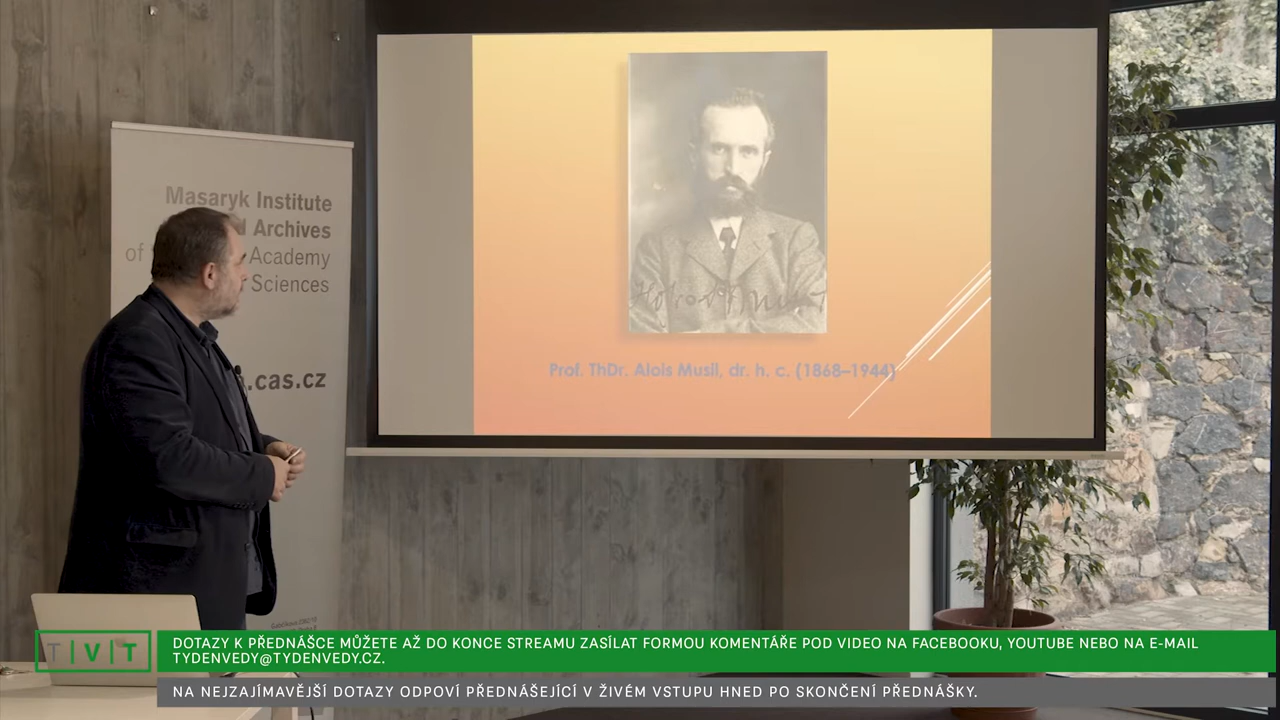 Masaryk Institute
Archives
of Academy
Sciences
.cas.cz
Prof. ThDr. Alois Musil, dr. h. c. (1868–1944)
T|V|T
DOTAZY K PŘEDNÁŠCE MŮŽETE AŽ DO KONCE STREAMU ZASÍLAT FORMOU KOMENTÁŘE POD VIDEO NA FACEBOOKU, YOUTUBE NEBO NA E-MAIL
TYDENVEDY@TYDENVEDY.CZ.
NA NEJZAJÍMAVĚJŠÍ DOTAZY ODPOVÍ PŘEDNÁŠEJÍCÍ V ŽIVÉM VSTUPU HNED PO SKONČENÍ PŘEDNÁŠKY.